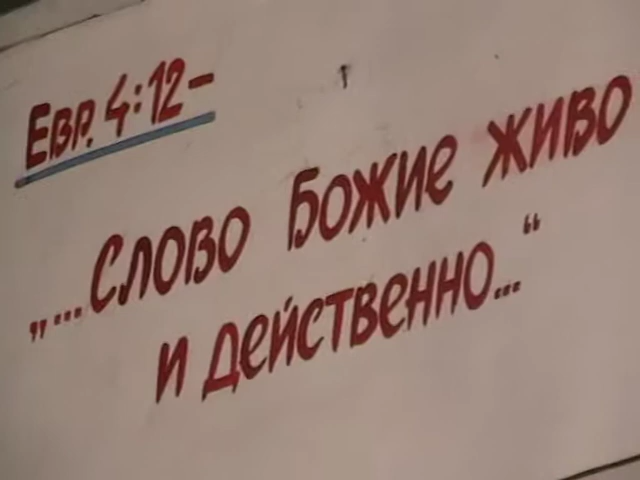 Евр. 4:12-
„...Слово Божие живо
и действенно...“